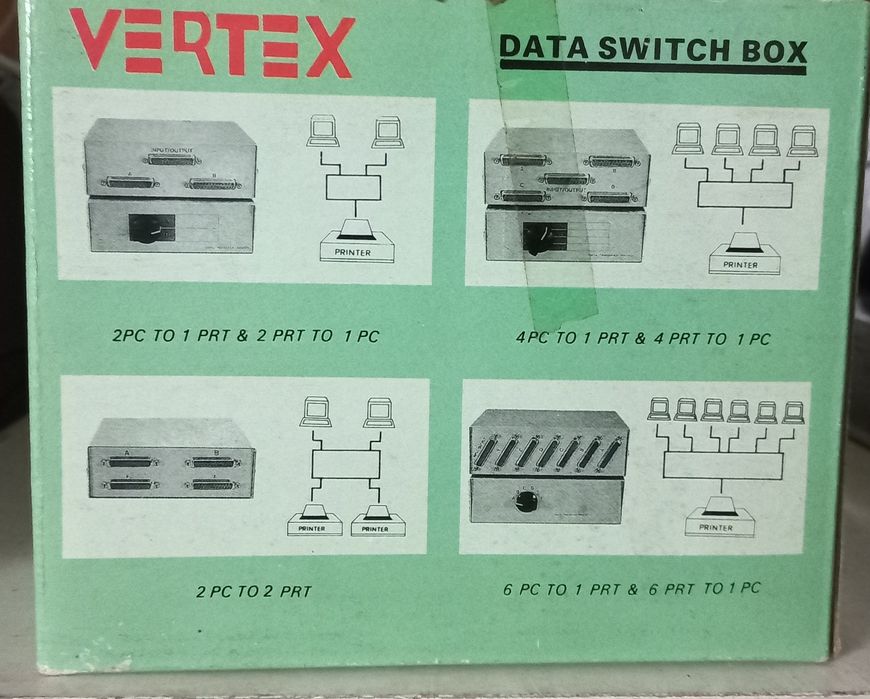 VERTEX
DATA SWITCH BOX
INPUT/OUTPUT
A B
PRINTER
2PC TO 1 PRT & 2 PRT TO 1 PC
A B
INPUT/OUTPUT
C D
PRINTER
4PC TO 1 PRT & 4 PRT TO 1 PC
A B
PRINTER PRINTER
2 PC TO 2 PRT
PRINTER
6 PC TO 1 PRT & 6 PRT TO 1 PC